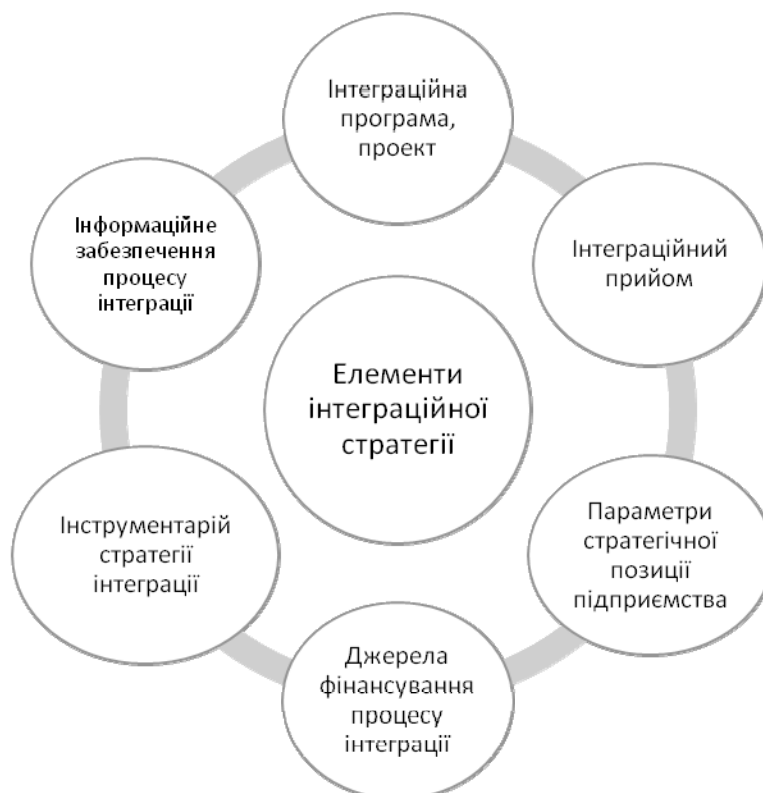 Інтеграційна
програма,
проект
Інтеграційний
прийом
Параметри
стратегічної
позиції
підприємства
Джерела
фінансування
процесу
інтеграції
Інструментарій
стратегії
інтеграції
Інформаційне
забезпечення
процесу
інтеграції
Елементи
інтеграційної
стратегії